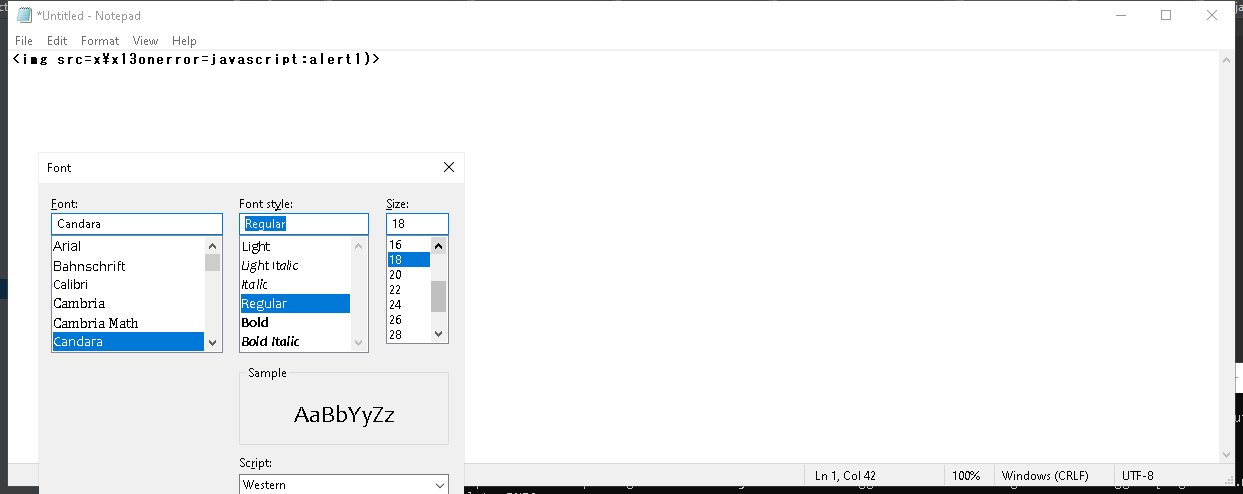 *Untitled - Notepad
File Edit Format View Help
<img src=x¥x13onerror=javascript:alert1)>
Font
Font: Font style: Size:
Candara Regular 18
Arial Light 16
Bahnschrift Light Italic 18
Calibri Italic 20
Cambria Regular 22
Cambria Math Bold 24
Candara Bold Italic 26
28
Sample
AaBbYyZz
Script:
Western
Ln 1, Col 42 100% Windows (CRLF) UTF-8